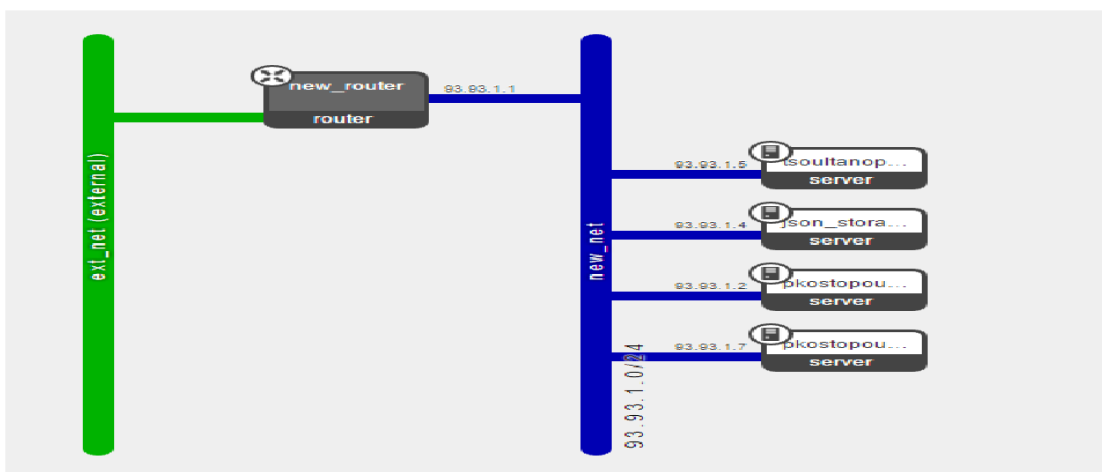 ext_net (external)
new_router
router
93.93.1.1
new_net
93.93.1.0/24
93.93.1.5
tsoultanop...
server
93.93.1.4
json_stora...
server
93.93.1.2
pkostopou...
server
93.93.1.7
pkostopou...
server